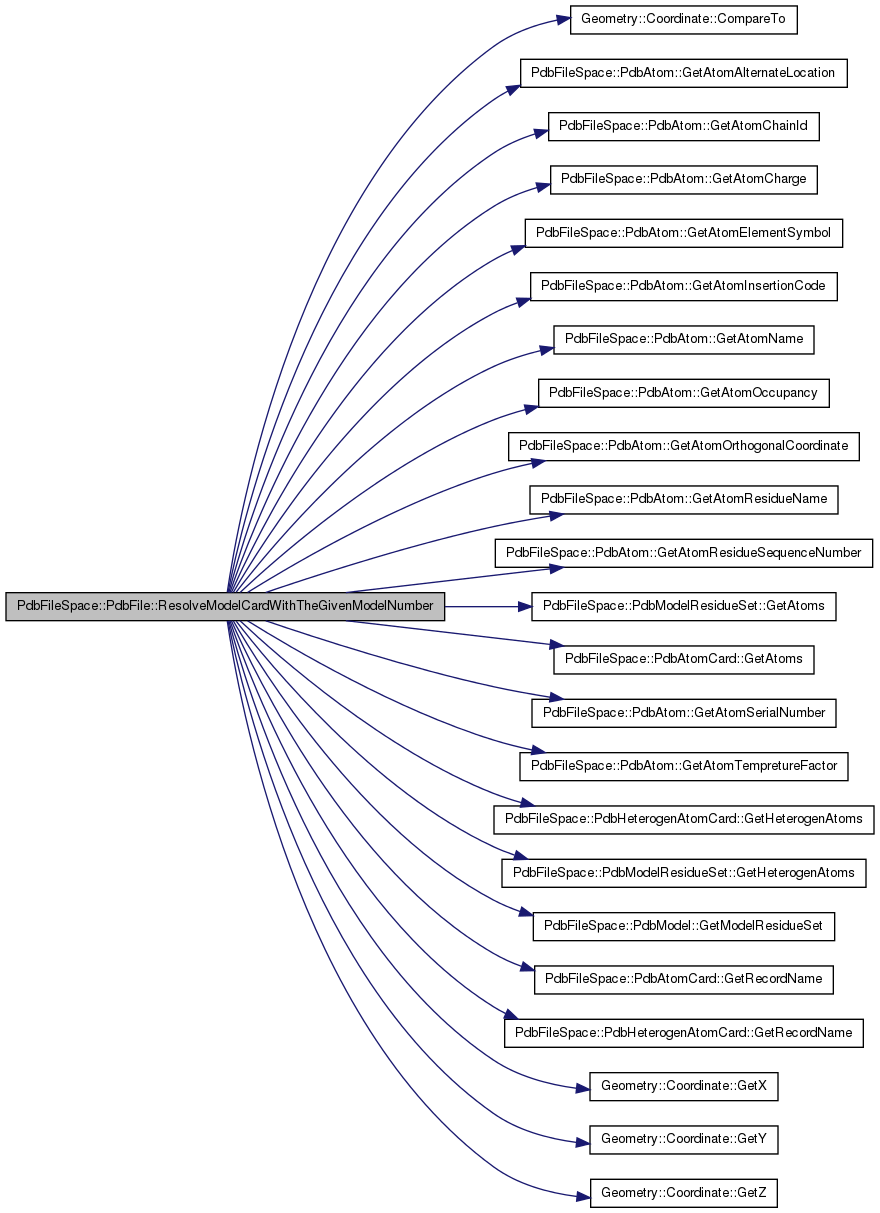 Geometry::Coordinate::CompareTo
PdbFileSpace::PdbAtom::GetAtomAlternateLocation
PdbFileSpace::PdbAtom::GetAtomChainId
PdbFileSpace::PdbAtom::GetAtomCharge
PdbFileSpace::PdbAtom::GetAtomElementSymbol
PdbFileSpace::PdbAtom::GetAtomInsertionCode
PdbFileSpace::PdbAtom::GetAtomName
PdbFileSpace::PdbAtom::GetAtomOccupancy
PdbFileSpace::PdbAtom::GetAtomOrthogonalCoordinate
PdbFileSpace::PdbAtom::GetAtomResidueName
PdbFileSpace::PdbAtom::GetAtomResidueSequenceNumber
PdbFileSpace::PdbFile::ResolveModelCardWithTheGivenModelNumber
PdbFileSpace::PdbModelResidueSet::GetAtoms
PdbFileSpace::PdbAtomCard::GetAtoms
PdbFileSpace::PdbAtom::GetAtomSerialNumber
PdbFileSpace::PdbAtom::GetAtomTempretureFactor
PdbFileSpace::PdbHeterogenAtomCard::GetHeterogenAtoms
PdbFileSpace::PdbModelResidueSet::GetHeterogenAtoms
PdbFileSpace::PdbModel::GetModelResidueSet
PdbFileSpace::PdbAtomCard::GetRecordName
PdbFileSpace::PdbHeterogenAtomCard::GetRecordName
Geometry::Coordinate::GetX
Geometry::Coordinate::GetY
Geometry::Coordinate::GetZ